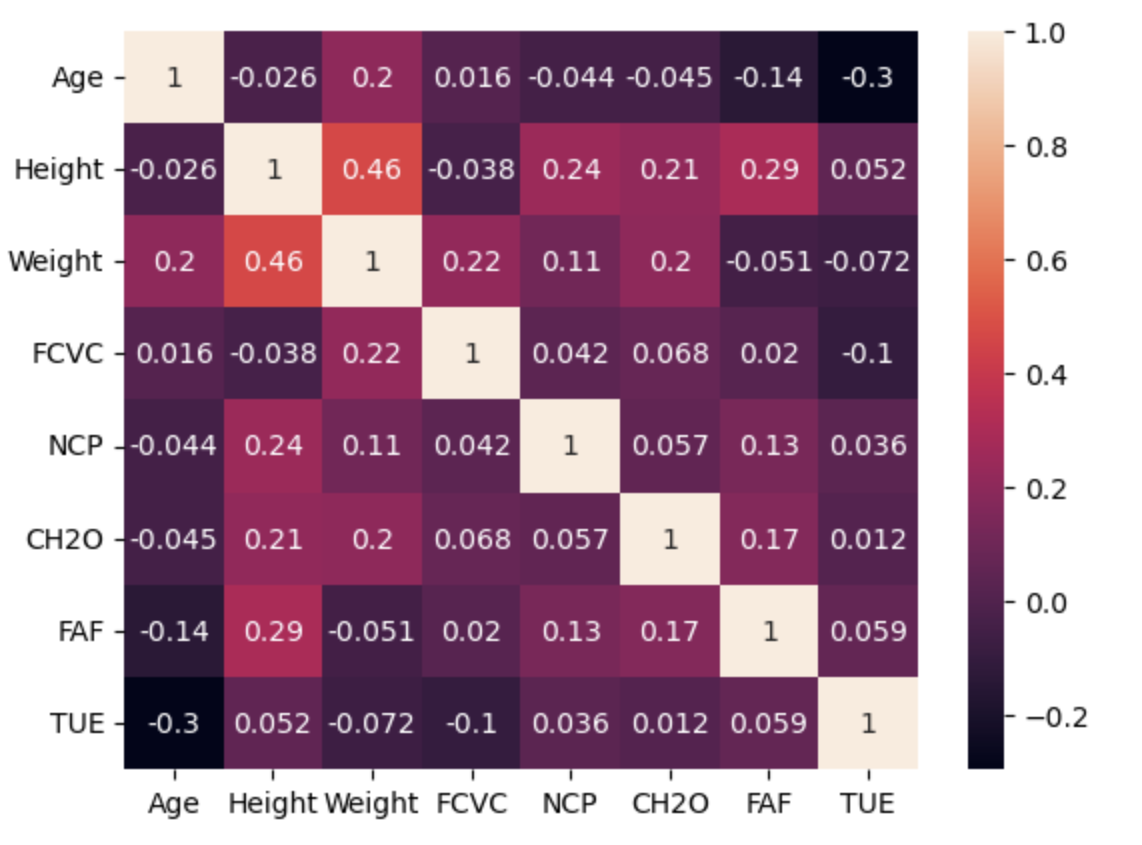 1.0
Age 1 -0.026 0.2 0.016 -0.044 -0.045 -0.14 -0.3
0.8
Height -0.026 1 0.46 -0.038 0.24 0.21 0.29 0.052
Weight 0.2 0.46 1 0.22 0.11 0.2 -0.051 -0.072
0.6
FCVC 0.016 -0.038 0.22 1 0.042 0.068 0.02 -0.1
0.4
NCP -0.044 0.24 0.11 0.042 1 0.057 0.13 0.036
0.2
CH2O -0.045 0.21 0.2 0.068 0.057 1 0.17 0.012
0.0
FAF -0.14 0.29 -0.051 0.02 0.13 0.17 1 0.059
−0.2
TUE -0.3 0.052 -0.072 -0.1 0.036 0.012 0.059 1
Age Height Weight FCVC NCP CH2O FAF TUE